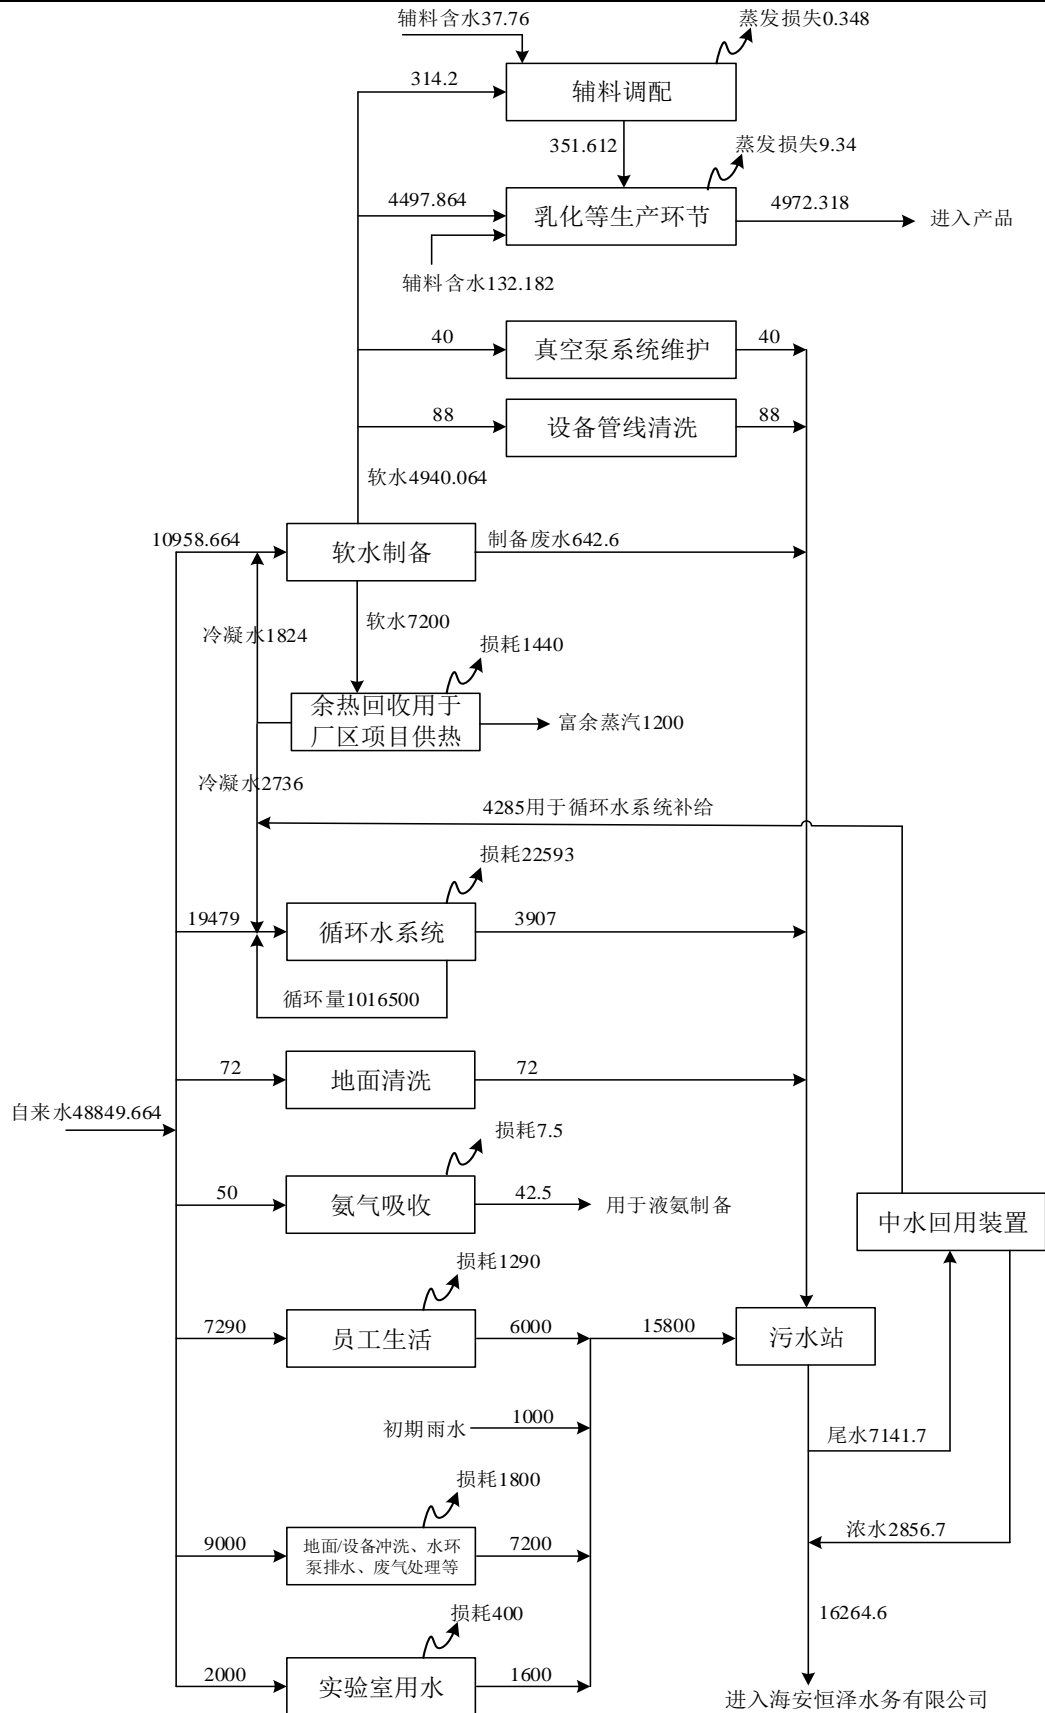 辅料含水37.76
蒸发损失0.348
314.2
辅料调配
351.612
蒸发损失9.34
4497.864
乳化等生产环节
4972.318
进入产品
辅料含水132.182
40
真空泵系统维护
40
88
设备管线清洗
88
软水4940.064
10958.664
软水制备
制备废水642.6
冷凝水1824
软水7200
损耗1440
余热回收用于
厂区项目供热
富余蒸汽1200
冷凝水2736
4285用于循环水系统补给
损耗22593
19479
循环水系统
3907
循环量1016500
72
地面清洗
72
自来水48849.664
损耗7.5
50
氨气吸收
42.5
用于液氨制备
中水回用装置
损耗1290
7290
员工生活
6000
15800
污水站
初期雨水
1000
尾水7141.7
损耗1800
9000
地面/设备冲洗、水环
泵排水、废气处理等
7200
浓水2856.7
损耗400
16264.6
2000
实验室用水
1600
进入海安恒泽水务有限公司